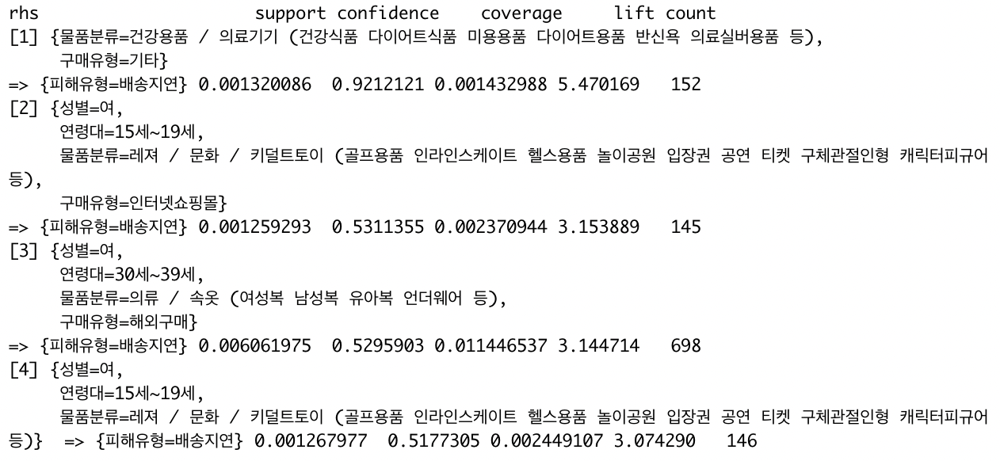 rhs support confidence coverage lift count
[1] {물품분류=건강용품 / 의료기기 (건강식품 다이어트식품 미용용품 다이어트용품 반신욕 의료실버용품 등),
구매유형=기타}
=> {피해유형=배송지연} 0.001320086 0.9212121 0.001432988 5.470169 152
[2] {성별=여,
연령대=15세~19세,
물품분류=레져 / 문화 / 키덜트토이 (골프용품 인라인스케이트 헬스용품 놀이공원 입장권 공연 티켓 구체관절인형 캐릭터피규어
등),
구매유형=인터넷쇼핑몰}
=> {피해유형=배송지연} 0.001259293 0.5311355 0.002370944 3.153889 145
[3] {성별=여,
연령대=30세~39세,
물품분류=의류 / 속옷 (여성복 남성복 유아복 언더웨어 등),
구매유형=해외구매}
=> {피해유형=배송지연} 0.006061975 0.5295903 0.011446537 3.144714 698
[4] {성별=여,
연령대=15세~19세,
물품분류=레져 / 문화 / 키덜트토이 (골프용품 인라인스케이트 헬스용품 놀이공원 입장권 공연 티켓 구체관절인형 캐릭터피규어
등)} => {피해유형=배송지연} 0.001267977 0.5177305 0.002449107 3.074290 146